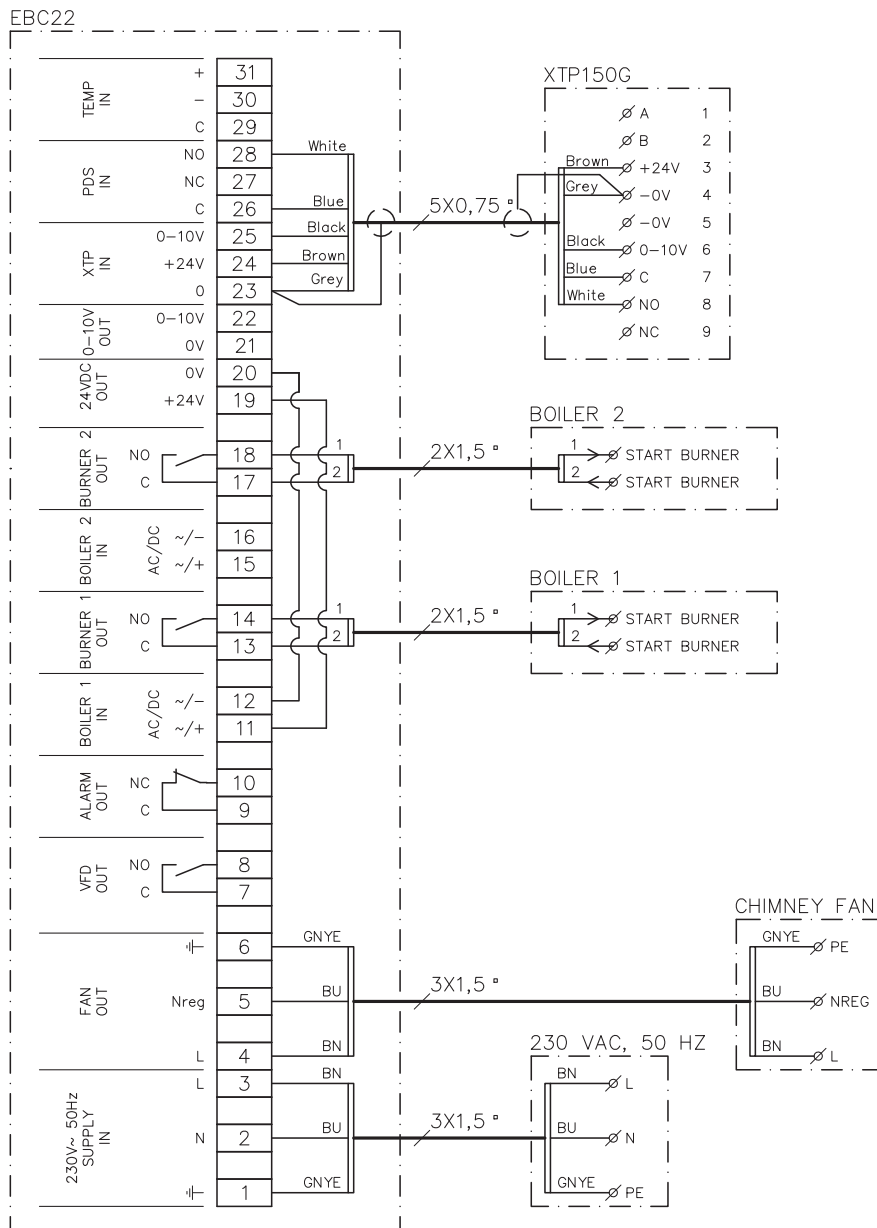 EBC22
TEMP IN
+ 31
− 30
C 29
PDS IN
NO 28 White
NC 27
C 26 Blue
XTP IN
0−10V 25 Black
+24V 24 Brown
0 23 Grey
5X0,75 ▫
0−10V OUT
0−10V 22
0V 21
24VDC OUT
0V 20
+24V 19
BURNER 2 OUT
NO 18 1
C 17 2
2X1,5 ▫
BOILER 2 IN
AC/DC
~/− 16
~/+ 15
BURNER 1 OUT
NO 14 1
C 13 2
2X1,5 ▫
BOILER 1 IN
AC/DC
~/− 12
~/+ 11
ALARM OUT
NC 10
C 9
VFD OUT
NO 8
C 7
FAN OUT
6 GNYE
Nreg 5 BU
L 4 BN
3X1,5 ▫
230V~ 50Hz SUPPLY IN
L 3 BN
N 2 BU
1 GNYE
3X1,5 ▫
XTP150G
A 1
B 2
Brown +24V 3
Grey −0V 4
−0V 5
Black 0−10V 6
Blue C 7
White NO 8
NC 9
BOILER 2
1 START BURNER
2 START BURNER
BOILER 1
1 START BURNER
2 START BURNER
CHIMNEY FAN
GNYE PE
BU NREG
BN L
230 VAC, 50 HZ
BN L
BU N
GNYE PE